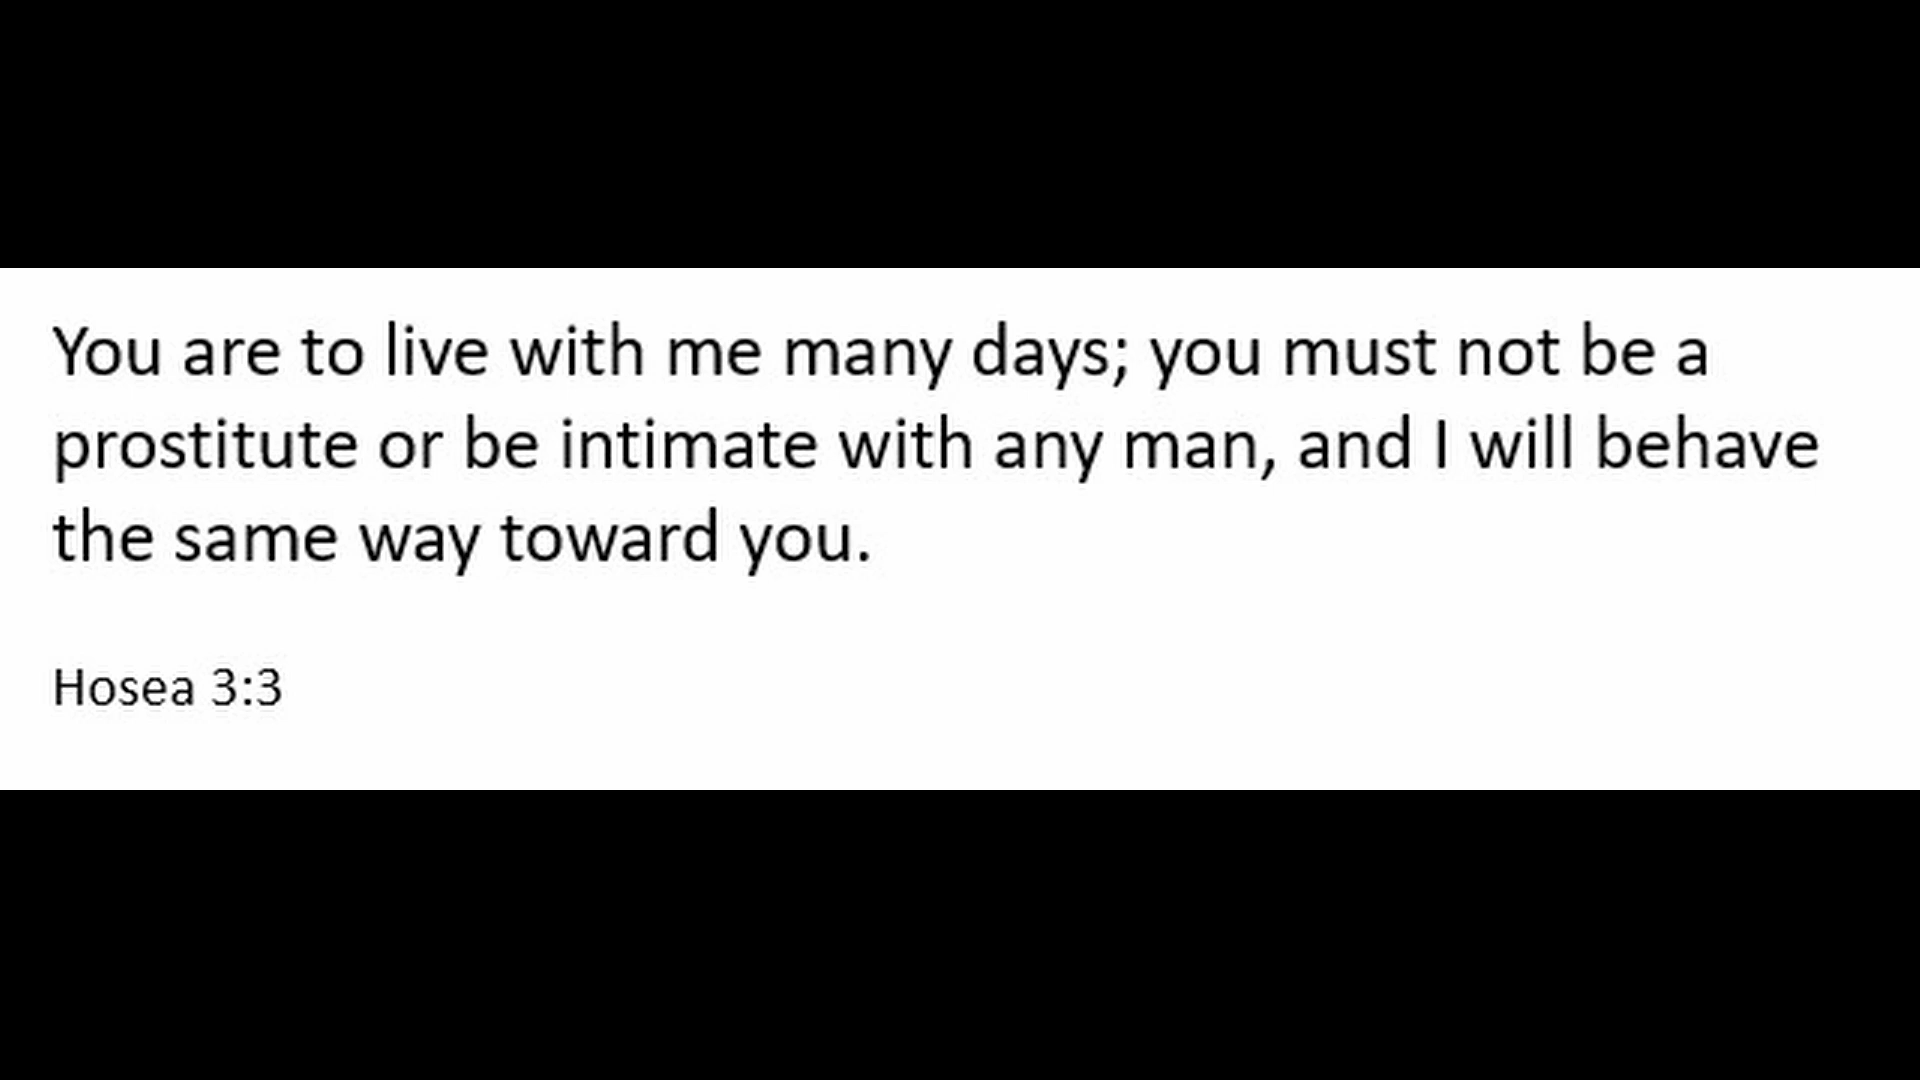 You are to live with me many days; you must not be a
prostitute or be intimate with any man, and I will behave
the same way toward you.
Hosea 3:3